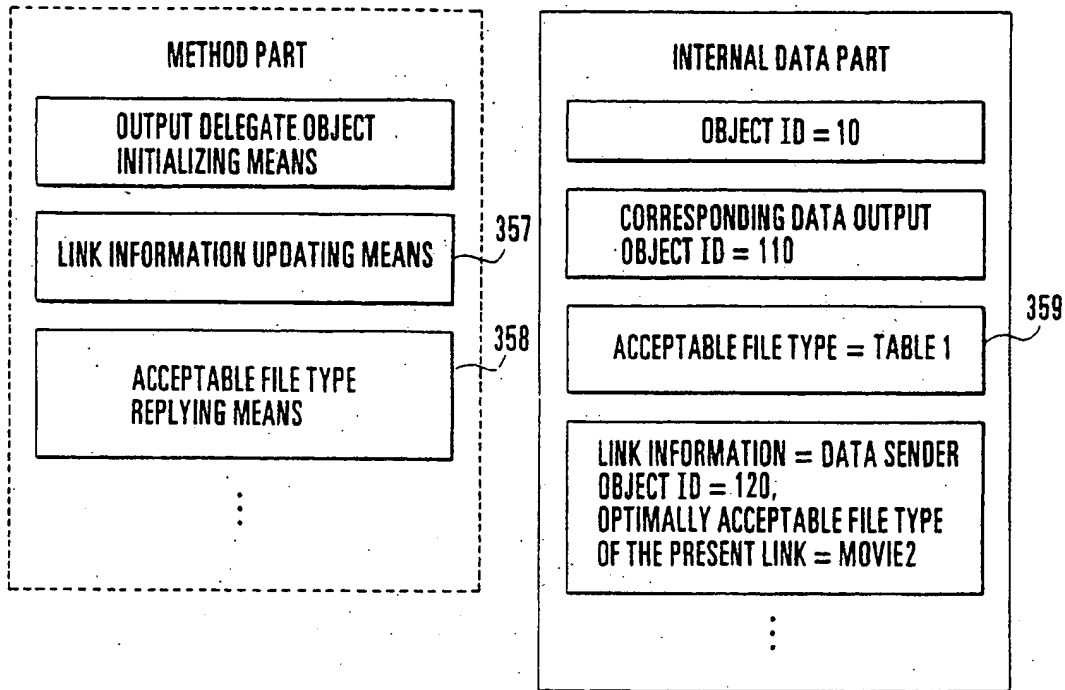 METHOD PART
OUTPUT DELEGATE OBJECT
INITIALIZING MEANS
LINK INFORMATION UPDATING MEANS
357
358
ACCEPTABLE FILE TYPE
REPLYING MEANS
INTERNAL DATA PART
OBJECT ID = 10
CORRESPONDING DATA OUTPUT
OBJECT ID = 110
359
ACCEPTABLE FILE TYPE = TABLE 1
LINK INFORMATION = DATA SENDER
OBJECT ID = 120,
OPTIMALLY ACCEPTABLE FILE TYPE
OF THE PRESENT LINK = MOVIE2